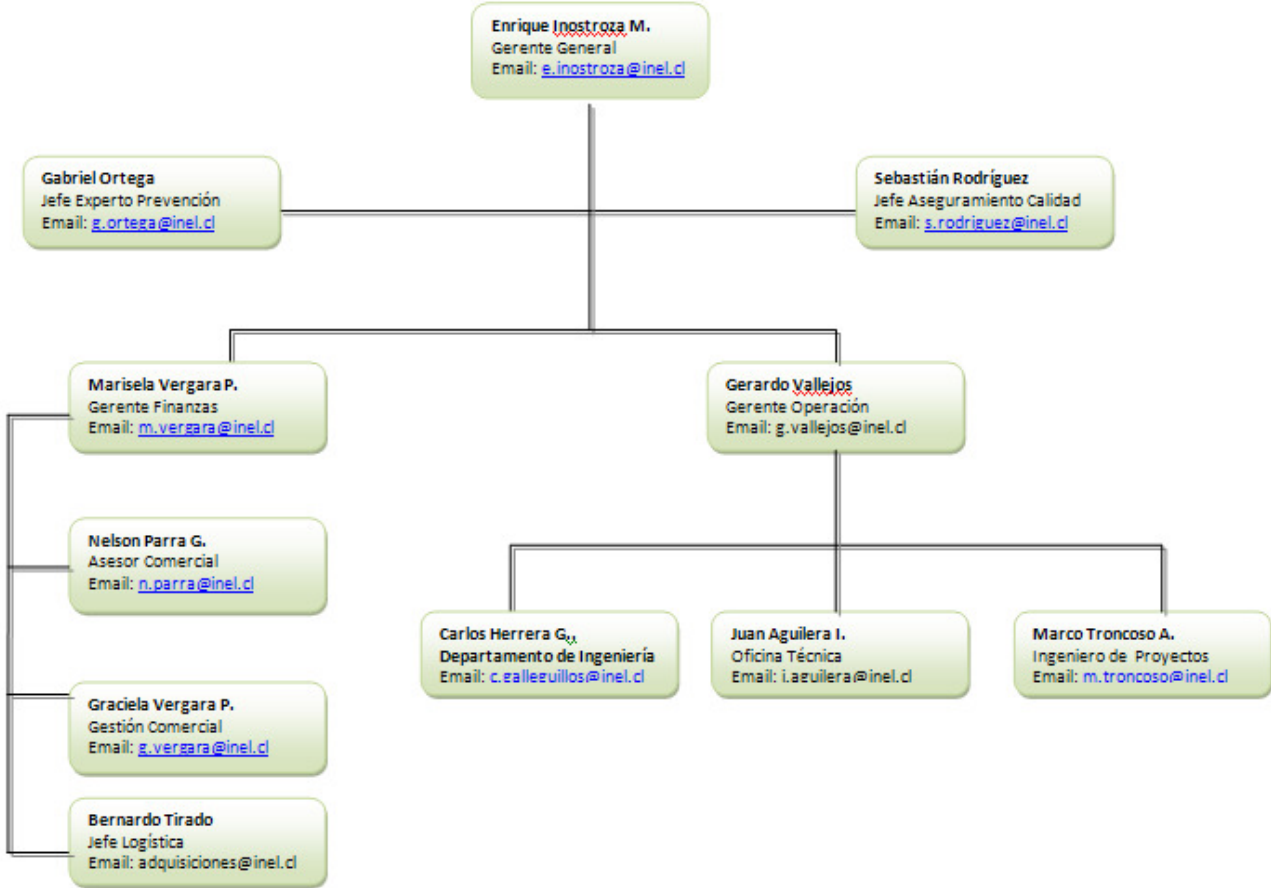 Enrique Inostroza M.
Gerente General
Email: e.inostroza@inel.cl
Gabriel Ortega
Jefe Experto Prevención
Email: g.ortega@inel.cl
Sebastián Rodríguez
Jefe Aseguramiento Calidad
Email: s.rodriguez@inel.cl
Marisela Vergara P.
Gerente Finanzas
Email: m.vergara@inel.cl
Gerardo Vallejos
Gerente Operación
Email: g.vallejos@inel.cl
Nelson Parra G.
Asesor Comercial
Email: n.parra@inel.cl
Graciela Vergara P.
Gestión Comercial
Email: g.vergara@inel.cl
Bernardo Tirado
Jefe Logística
Email: adquisiciones@inel.cl
Carlos Herrera G.,
Departamento de Ingeniería
Email: c.galleguillos@inel.cl
Juan Aguilera I.
Oficina Técnica
Email: i.aguilera@inel.cl
Marco Troncoso A.
Ingeniero de Proyectos
Email: m.troncoso@inel.cl